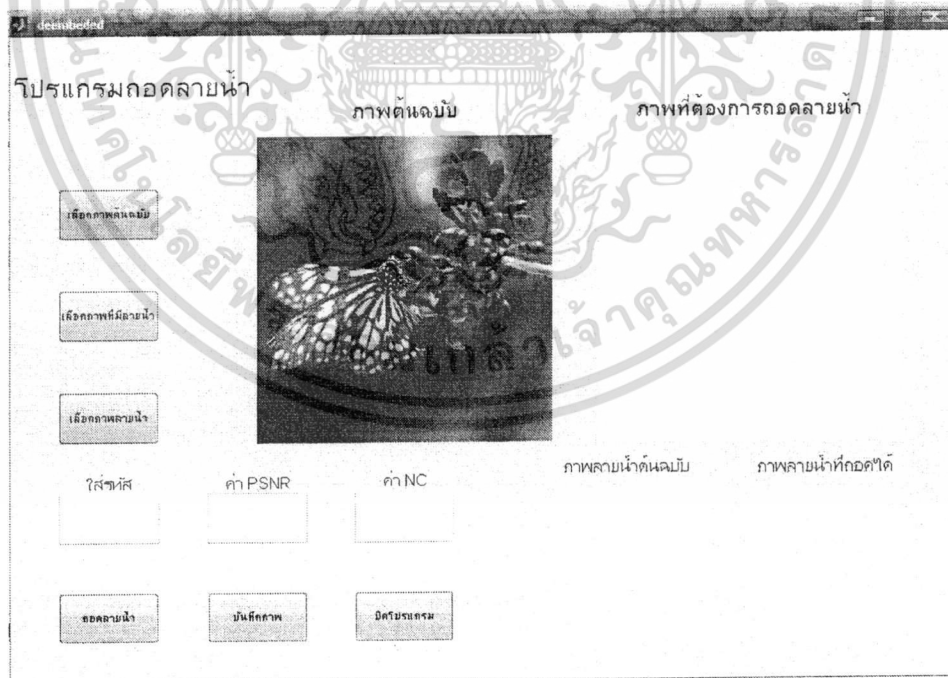 deembeded
โปรแกรมถอดลายน้ำ
ภาพต้นฉบับ
ภาพที่ต้องการถอดลายน้ำ
เลือกภาพต้นฉบับ
เลือกภาพที่มีลายน้ำ
เลือกภาพลายน้ำ
ภาพลายน้ำต้นฉบับ
ภาพลายน้ำที่ถอดได้
ใส่รหัส
ค่า PSNR
ค่า NC
ถอดลายน้ำ
บันทึกภาพ
ปิดโปรแกรม